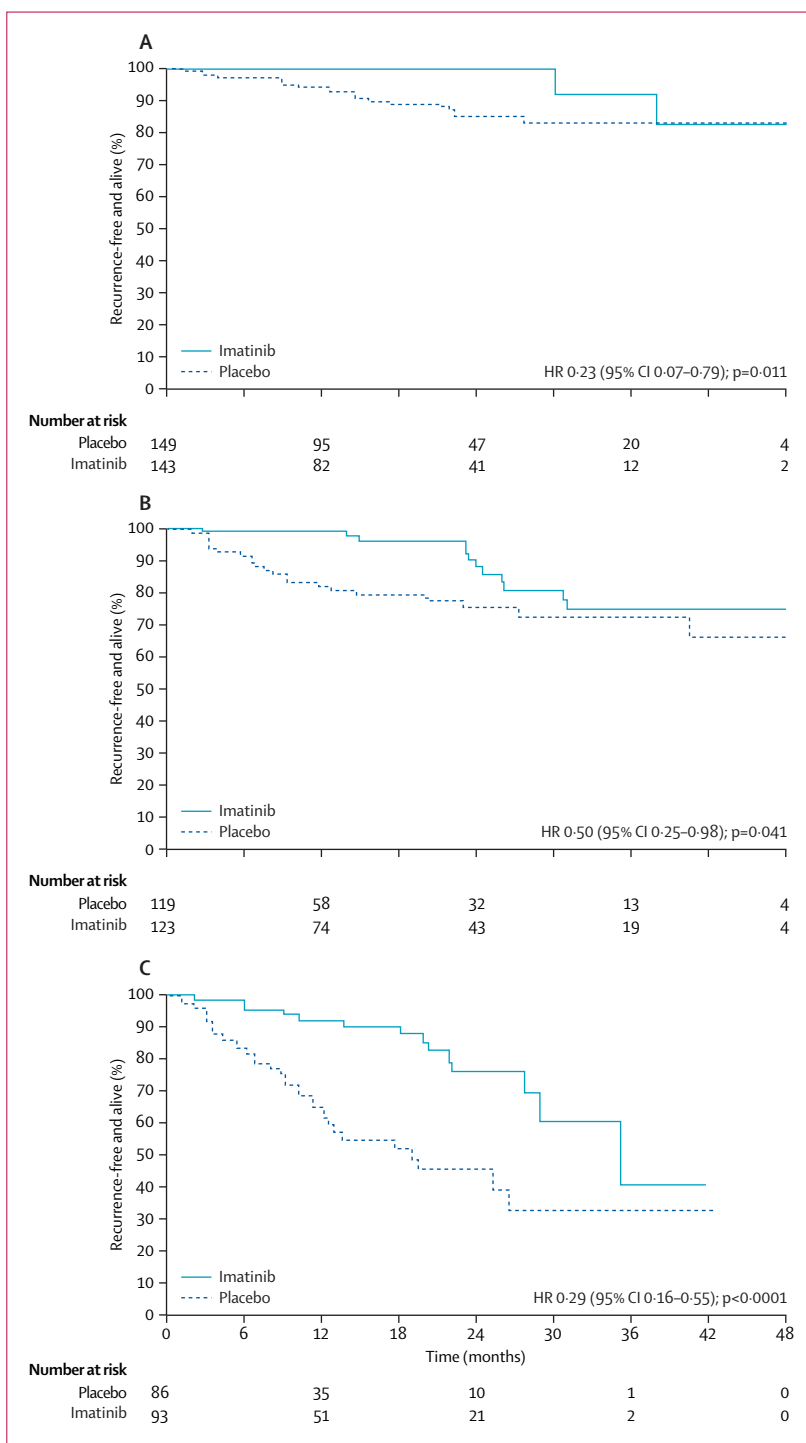 A
100
90
80
70
60
50
40
30
20
10
0
Recurrence-free and alive (%)
Imatinib
Placebo
HR 0·23 (95% CI 0·07–0·79); p=0·011
Number at risk
Placebo 149 95 47 20 4
Imatinib 143 82 41 12 2
B
100
90
80
70
60
50
40
30
20
10
0
Recurrence-free and alive (%)
Imatinib
Placebo
HR 0·50 (95% CI 0·25–0·98); p=0·041
Number at risk
Placebo 119 58 32 13 4
Imatinib 123 74 43 19 4
C
100
90
80
70
60
50
40
30
20
10
0
Recurrence-free and alive (%)
Imatinib
Placebo
HR 0·29 (95% CI 0·16–0·55); p<0·0001
0 6 12 18 24 30 36 42 48
Time (months)
Number at risk
Placebo 86 35 10 1 0
Imatinib 93 51 21 2 0